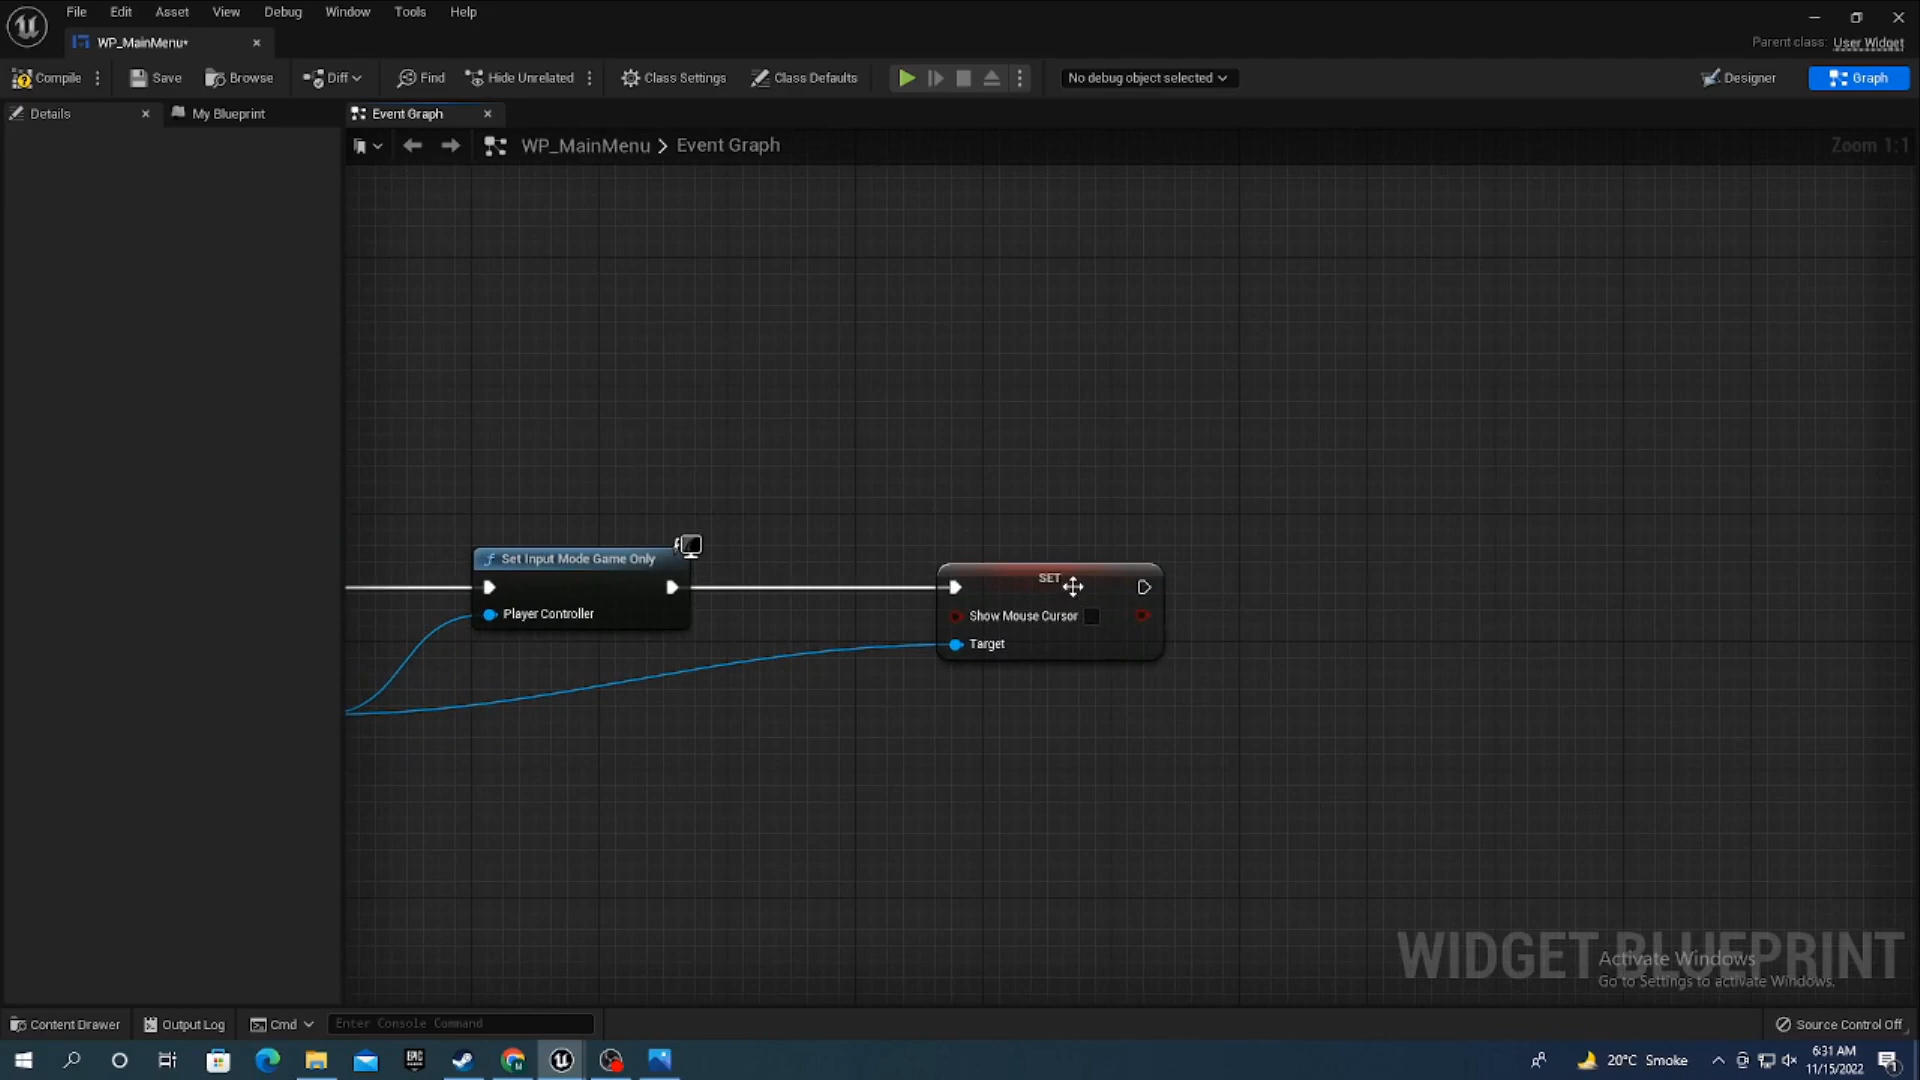 File Edit Asset View Debug Window Tools Help
WP_MainMenu*
Parent class: User Widget
Compile Save Browse Diff Find Hide Unrelated Class Settings Class Defaults No debug object selected Designer Graph
Details My Blueprint Event Graph
WP_MainMenu > Event Graph Zoom 1:1
Set Input Mode Game Only
Player Controller
SET
Show Mouse Cursor
Target
WIDGET BLUEPRINT
Activate Windows
Go to Settings to activate Windows.
Content Drawer Output Log Cmd Enter Console Command Source Control Off
EPIC
20°C Smoke
6:31 AM
11/15/2022
1